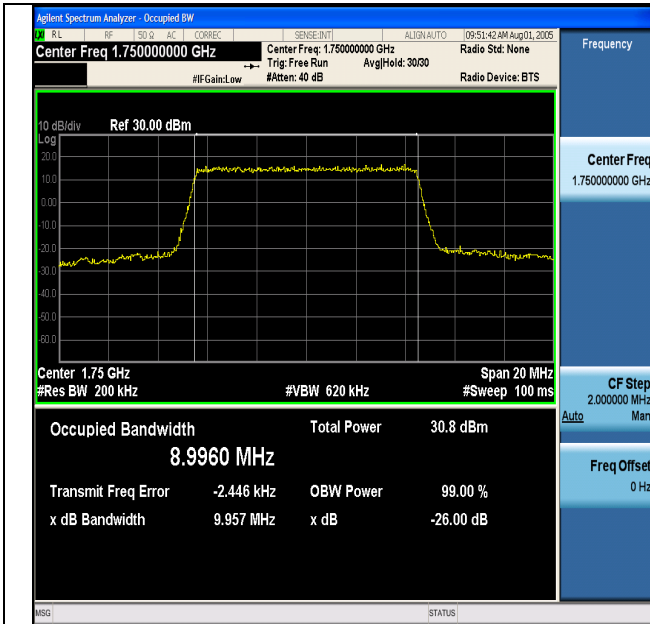 Agilent Spectrum Analyzer - Occupied BW
LXI RL RF 50 Ω AC CORREC SENSE:INT ALIGN AUTO 09:51:42 AM Aug 01, 2005
Center Freq 1.750000000 GHz
Center Freq: 1.750000000 GHz
Radio Std: None
Trig: Free Run Avg|Hold: 30/30
#IFGain:Low #Atten: 40 dB Radio Device: BTS
10 dB/div Ref 30.00 dBm
Log
20.0
10.0
0.00
-10.0
-20.0
-30.0
-40.0
-50.0
-60.0
Center 1.75 GHz Span 20 MHz
#Res BW 200 kHz #VBW 620 kHz #Sweep 100 ms
Occupied Bandwidth Total Power 30.8 dBm
8.9960 MHz
Transmit Freq Error -2.446 kHz OBW Power 99.00 %
x dB Bandwidth 9.957 MHz x dB -26.00 dB
MSG STATUS
Frequency
Center Freq
1.750000000 GHz
CF Step
2.000000 MHz
Auto Man
Freq Offset
0 Hz